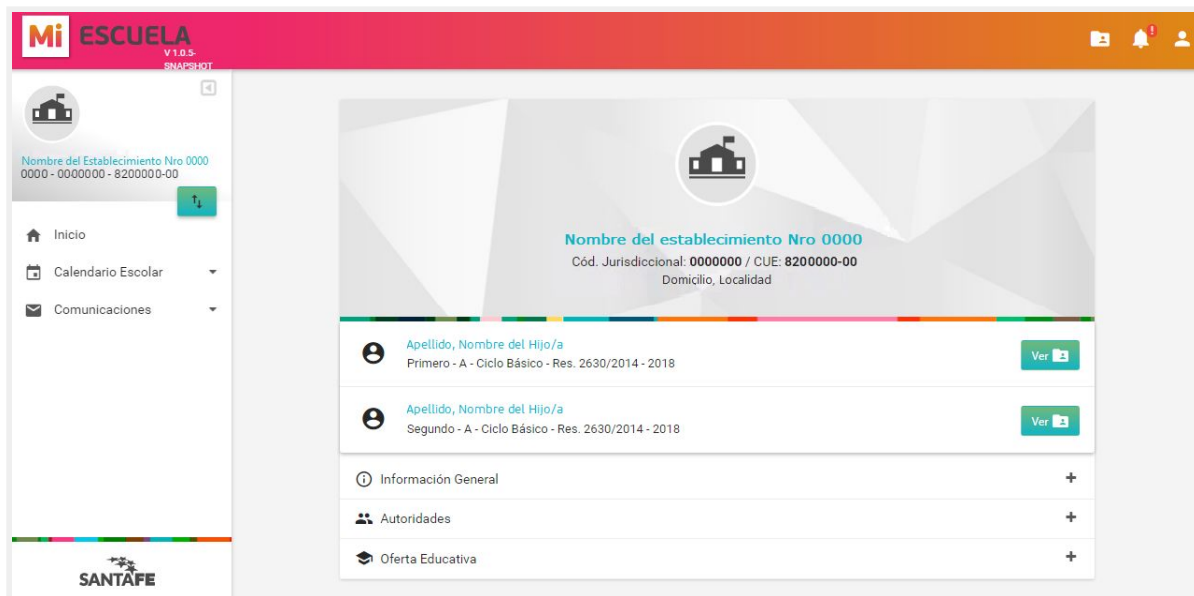 Mi ESCUELA
V 1.0.5-
SNAPSHOT
!
Nombre del Establecimiento Nro 0000
0000 - 0000000 - 8200000-00
Inicio
Calendario Escolar
Comunicaciones
SANTA FE
Nombre del establecimiento Nro 0000
Cód. Jurisdiccional: 0000000 / CUE: 8200000-00
Domicilio, Localidad
Apellido, Nombre del Hijo/a
Primero - A - Ciclo Básico - Res. 2630/2014 - 2018
Ver
Apellido, Nombre del Hijo/a
Segundo - A - Ciclo Básico - Res. 2630/2014 - 2018
Ver
Información General
Autoridades
Oferta Educativa